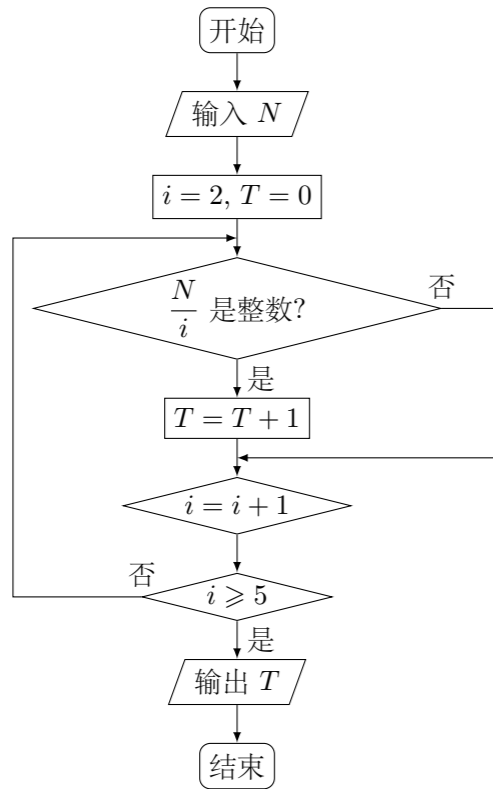 开始
输入 N
i = 2, T = 0
N/i 是整数?
否
是
T = T + 1
i = i + 1
否
i ⩾ 5
是
输出 T
结束